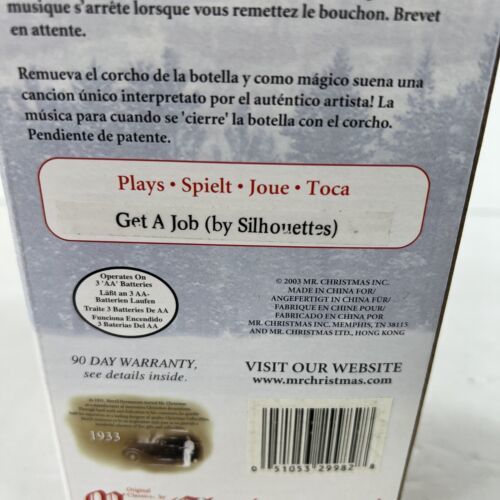 musique s'arrête lorsque vous remettez le bouchon. Brevet
en attente.
Remueva el corcho de la botella y como mágico suena una
cancion único interpretato por el auténtico artista! La
música para cuando se 'cierre' la botella con el corcho.
Pendiente de patente.
Plays • Spielt • Joue • Toca
Get A Job (by Silhouettes)
Operates On
3 'AA' Batteries
Läßt an 3 AA-
Batterien Laufen
Traite 3 Batteries De AA
Funciona Encendido
3 Baterias Del AA
© 2003 MR. CHRISTMAS INC.
MADE IN CHINA FOR/
ANGEFERTIGT IN CHINA FÜR/
FABRIQUE EN CHINE POUR/
FABRICADO EN CHINA POR
MR. CHRISTMAS INC. MEMPHIS, TN 38115
AND MR. CHRISTMAS LTD., HONG KONG
90 DAY WARRANTY,
see details inside.
VISIT OUR WEBSITE
www.mrchristmas.com
1933
0 51053 29982 8
Original
Classics
by